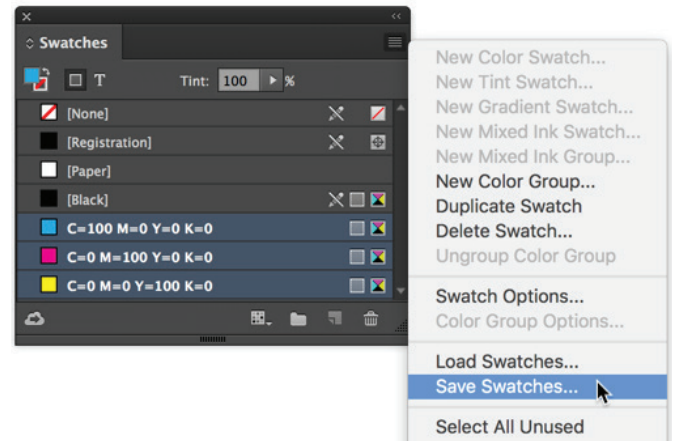 Swatches
T Tint: 100 %
[None]
[Registration]
[Paper]
[Black]
C=100 M=0 Y=0 K=0
C=0 M=100 Y=0 K=0
C=0 M=0 Y=100 K=0
New Color Swatch...
New Tint Swatch...
New Gradient Swatch...
New Mixed Ink Swatch...
New Mixed Ink Group...
New Color Group...
Duplicate Swatch
Delete Swatch...
Ungroup Color Group
Swatch Options...
Color Group Options...
Load Swatches...
Save Swatches...
Select All Unused